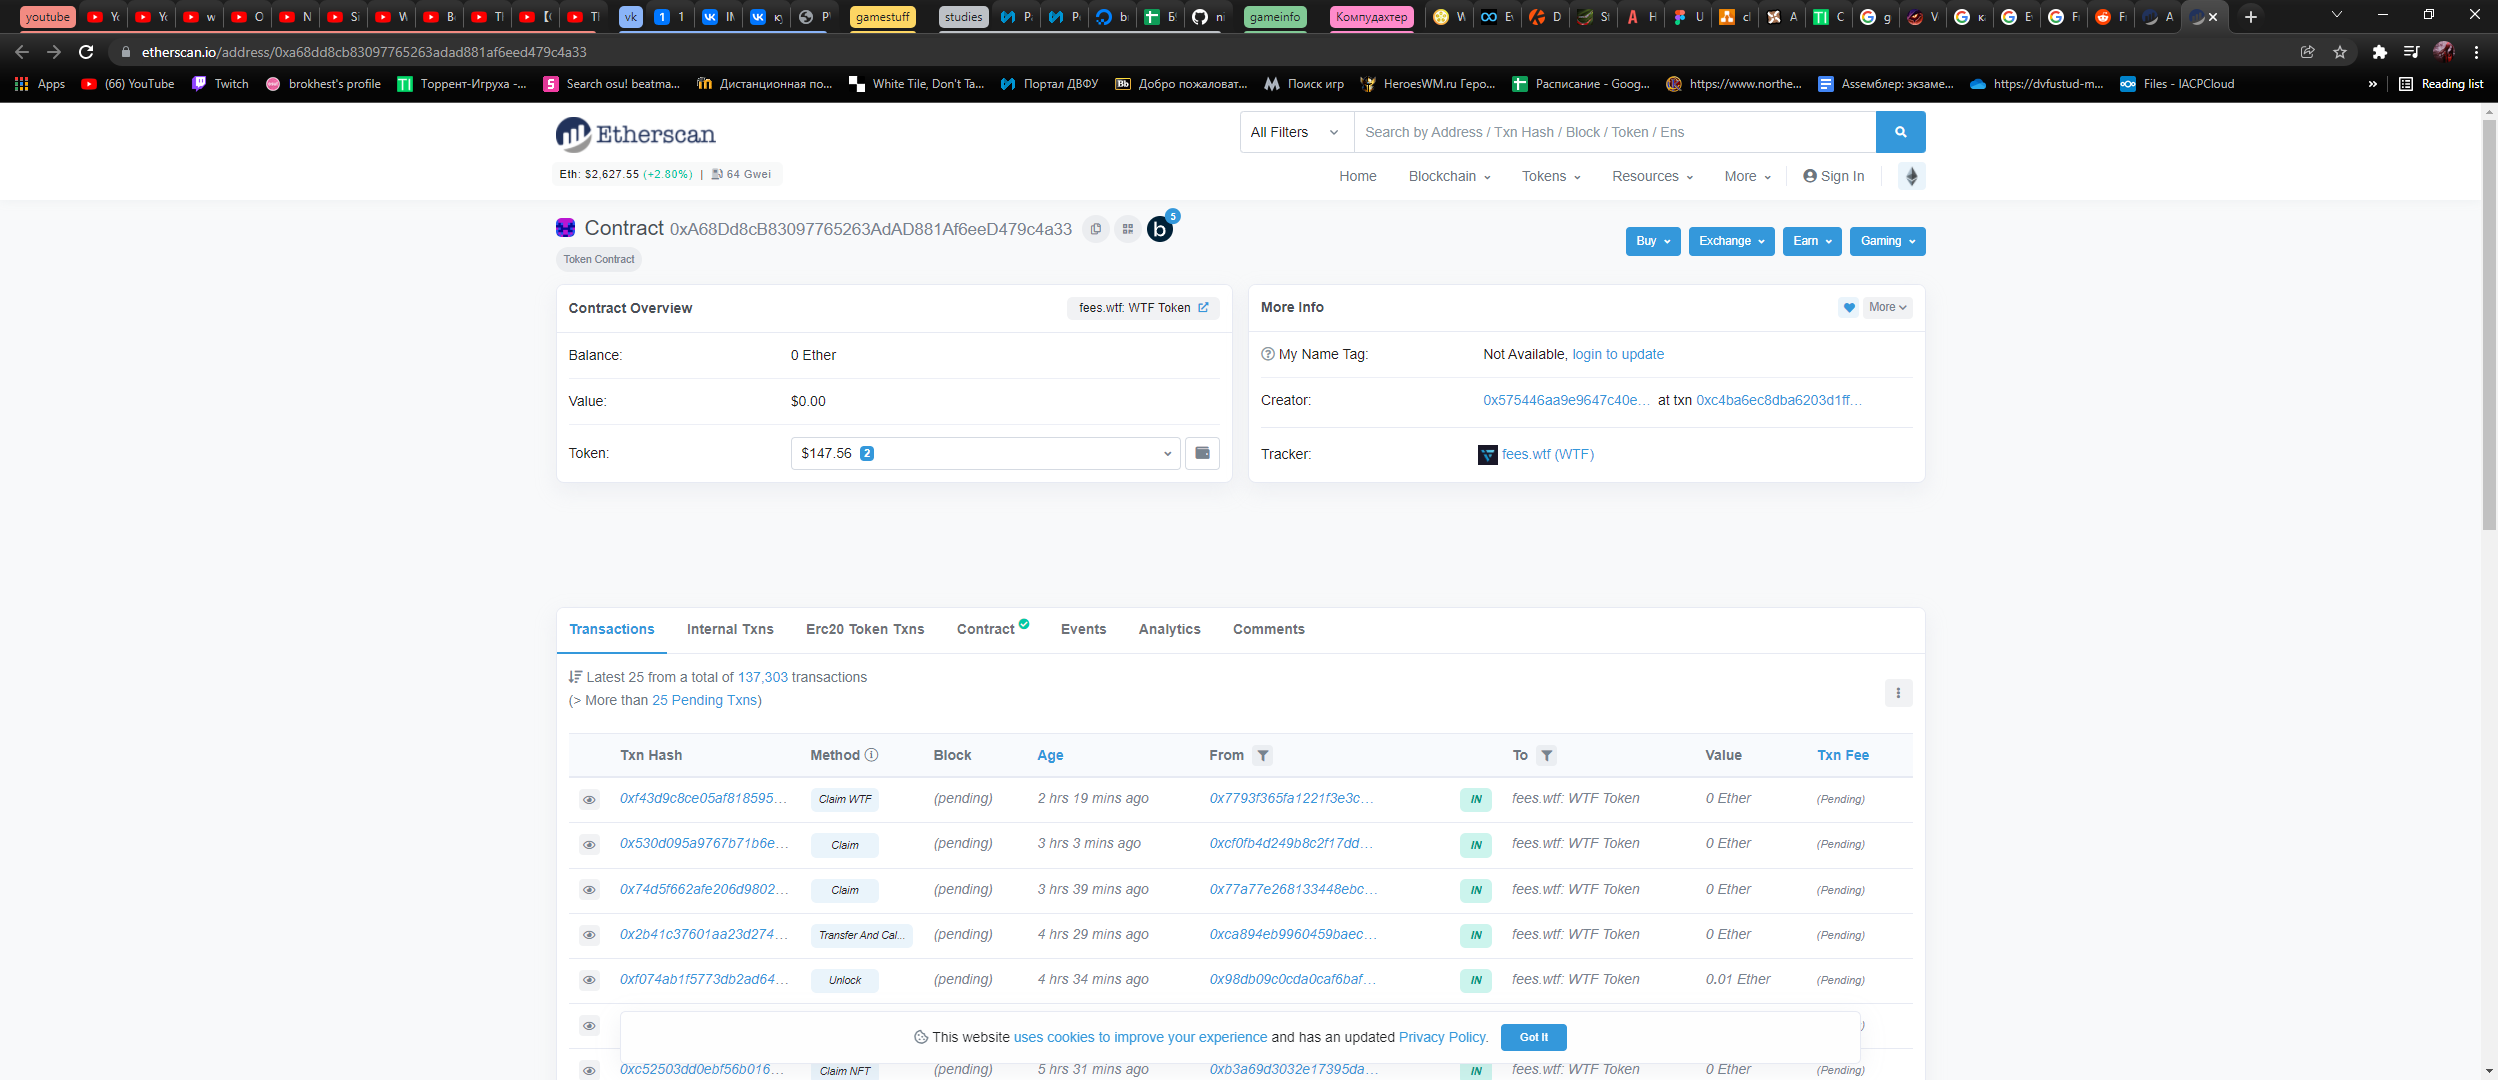 youtube
vk
gamestuff
studies
gameinfo
Компудахтер
etherscan.io/address/0xa68dd8cb83097765263adad881af6eed479c4a33
Apps (66) YouTube Twitch brokhest's profile Торрент-Игруха -... Search osu! beatma... Дистанционная по... White Tile, Don't Ta... Портал ДВФУ Добро пожаловат... Поиск игр HeroesWM.ru Геро... Расписание - Goog... https://www.northe... Ассемблер: экзаме... https://dvfustud-m... Files - IACPCloud » Reading list
Etherscan
All Filters Search by Address / Txn Hash / Block / Token / Ens
Eth: $2,627.55 (+2.80%) | 64 Gwei
Home Blockchain Tokens Resources More Sign In
Contract 0xA68Dd8cB83097765263AdAD881Af6eeD479c4a33 b 5
Token Contract
Buy Exchange Earn Gaming
Contract Overview fees.wtf: WTF Token
Balance: 0 Ether
Value: $0.00
Token: $147.56 2
More Info More
My Name Tag: Not Available, login to update
Creator: 0x575446aa9e9647c40e... at txn 0xc4ba6ec8dba6203d1ff...
Tracker: fees.wtf (WTF)
Transactions Internal Txns Erc20 Token Txns Contract Events Analytics Comments
Latest 25 from a total of 137,303 transactions
(> More than 25 Pending Txns)
Txn Hash Method Block Age From To Value Txn Fee
0xf43d9c8ce05af818595... Claim WTF (pending) 2 hrs 19 mins ago 0x7793f365fa1221f3e3c... IN fees.wtf: WTF Token 0 Ether (Pending)
0x530d095a9767b71b6e... Claim (pending) 3 hrs 3 mins ago 0xcf0fb4d249b8c2f17dd... IN fees.wtf: WTF Token 0 Ether (Pending)
0x74d5f662afe206d9802... Claim (pending) 3 hrs 39 mins ago 0x77a77e268133448ebc... IN fees.wtf: WTF Token 0 Ether (Pending)
0x2b41c37601aa23d274... Transfer And Cal... (pending) 4 hrs 29 mins ago 0xca894eb9960459baec... IN fees.wtf: WTF Token 0 Ether (Pending)
0xf074ab1f5773db2ad64... Unlock (pending) 4 hrs 34 mins ago 0x98db09c0cda0caf6baf... IN fees.wtf: WTF Token 0.01 Ether (Pending)
This website uses cookies to improve your experience and has an updated Privacy Policy. Got It
0xc52503dd0ebf56b016... Claim NFT (pending) 5 hrs 31 mins ago 0xb3a69d3032e17395da... IN fees.wtf: WTF Token 0 Ether (Pending)